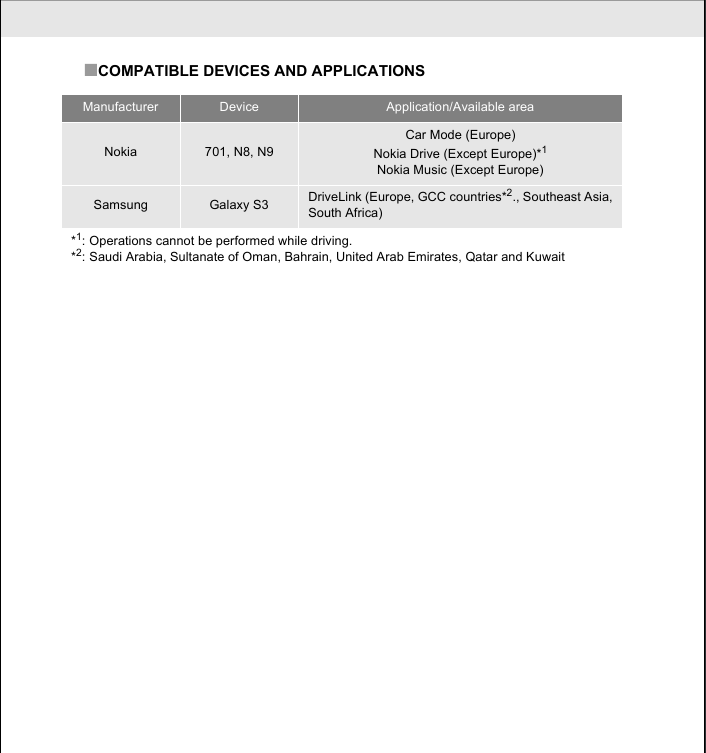 ■COMPATIBLE DEVICES AND APPLICATIONS
Manufacturer Device Application/Available area
Nokia 701, N8, N9
Car Mode (Europe)
Nokia Drive (Except Europe)*1
Nokia Music (Except Europe)
Samsung Galaxy S3
DriveLink (Europe, GCC countries*2., Southeast Asia,
South Africa)
*1: Operations cannot be performed while driving.
*2: Saudi Arabia, Sultanate of Oman, Bahrain, United Arab Emirates, Qatar and Kuwait